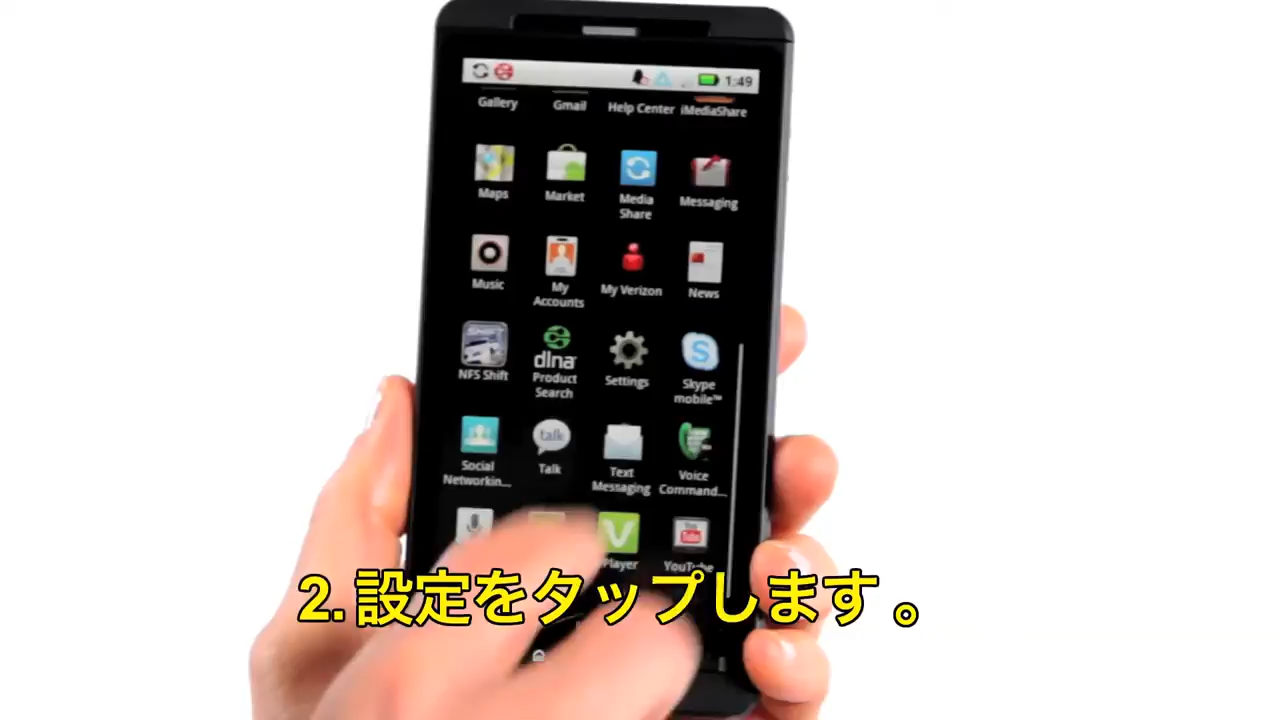 1:49
Gallery Gmail Help Center iMediaShare
Maps Market Media Share Messaging
Music My Accounts My Verizon News
NFS Shift dlna Product Search Settings Skype mobile™
Social Networkin... talk Talk Text Messaging Voice Command...
Player YouTube
2. 設定をタップします。